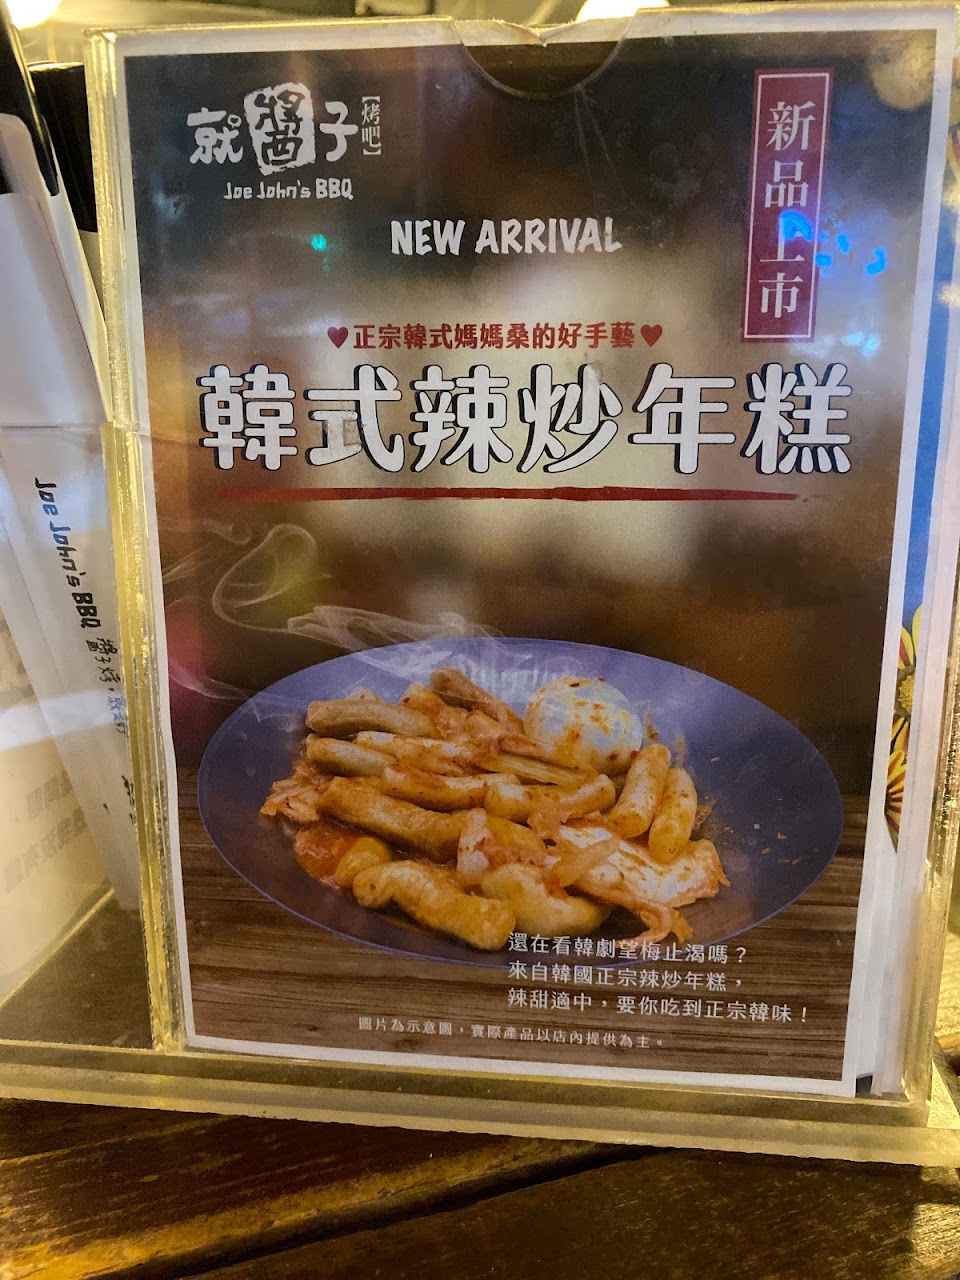 就醬子【烤吧】
Joe John's BBQ
新品上市
NEW ARRIVAL
♥正宗韓式媽媽桑的好手藝♥
韓式辣炒年糕
還在看韓劇望梅止渴嗎？
來自韓國正宗辣炒年糕，
辣甜適中，要你吃到正宗韓味！
圖片為示意圖，實際產品以店內提供為主。
Joe John's BBQ